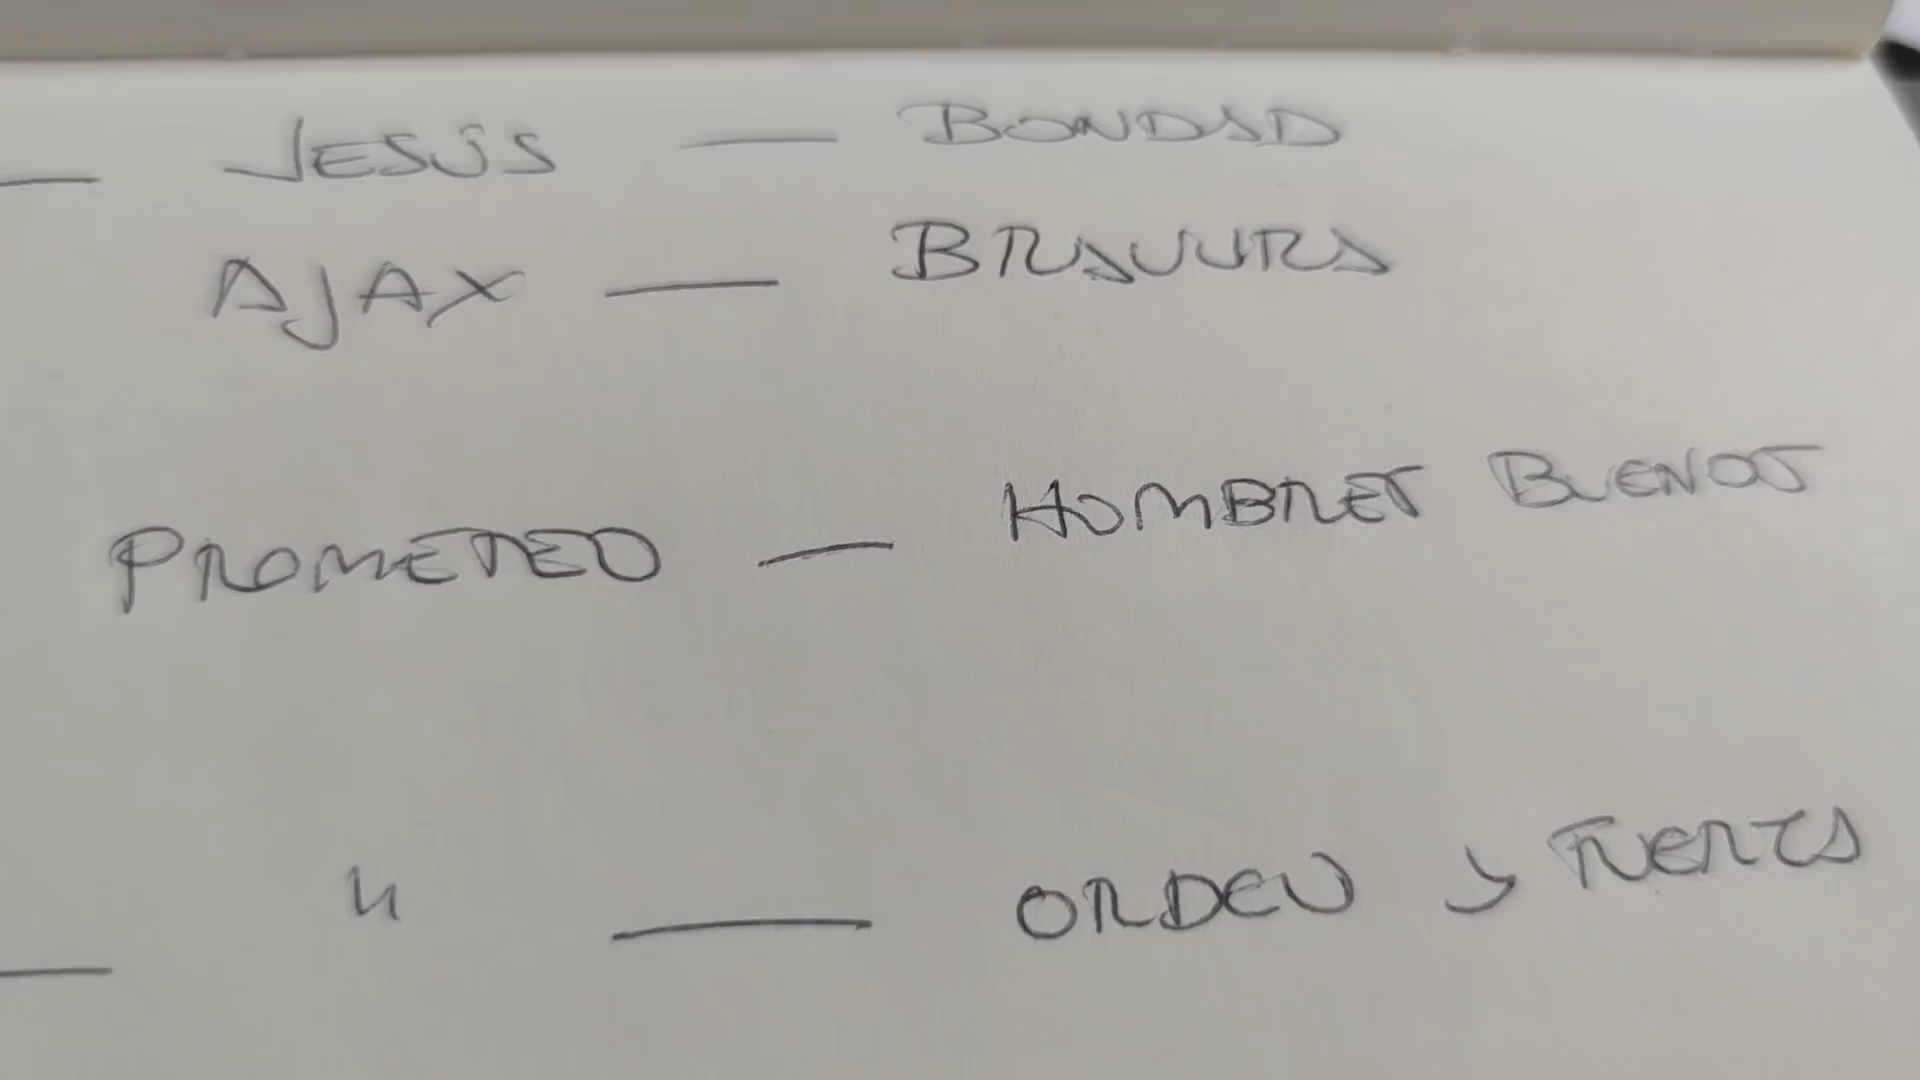 — JESÚS — BONDAD
AJAX — BRAVURA
PROMETEO — HOMBRES BUENOS
— " — ORDEN Y FUERZA